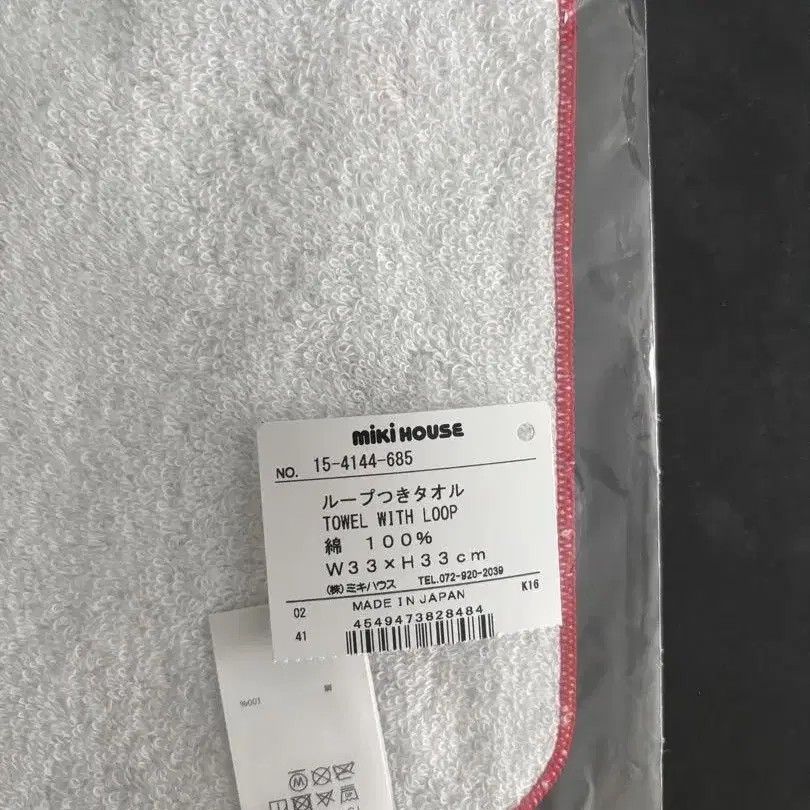 miki HOUSE
NO. 15-4144-685
ループつきタオル
TOWEL WITH LOOP
綿 100%
W33×H33cm
(株)ミキハウス TEL.072-920-2039
02 MADE IN JAPAN K16
41 4549473828484
綿 100%
W